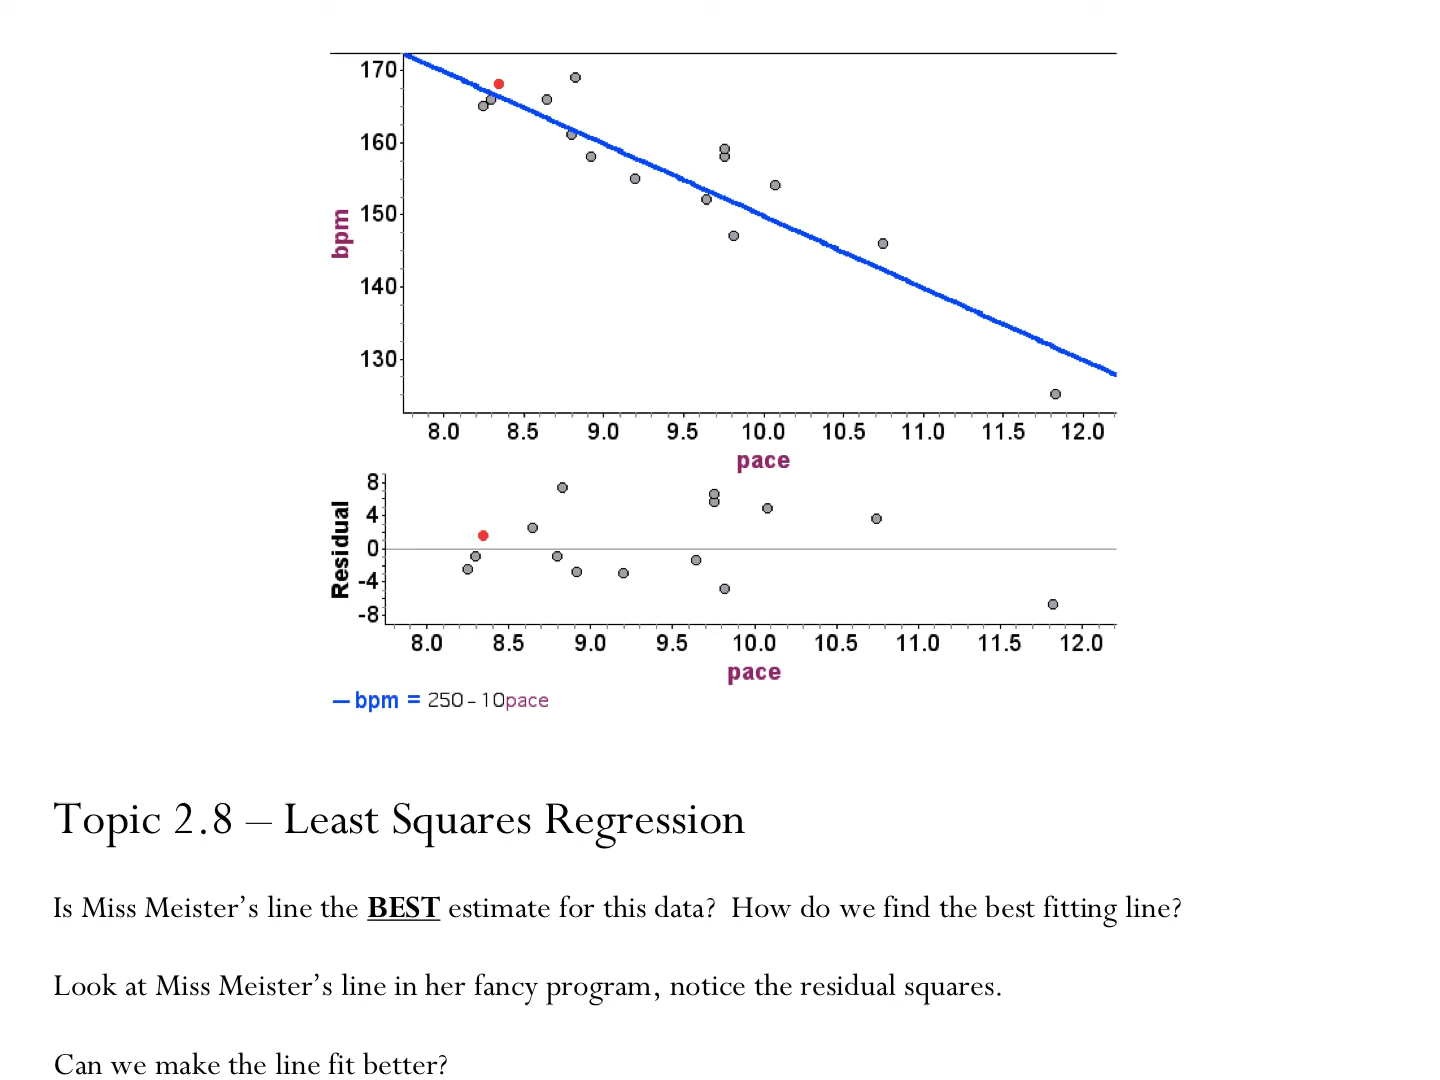 170
160
150
140
130
bpm
8.0 8.5 9.0 9.5 10.0 10.5 11.0 11.5 12.0
pace
8
4
0
-4
-8
Residual
8.0 8.5 9.0 9.5 10.0 10.5 11.0 11.5 12.0
pace
bpm = 250 - 10pace
Topic 2.8 – Least Squares Regression
Is Miss Meister’s line the BEST estimate for this data?  How do we find the best fitting line?
Look at Miss Meister’s line in her fancy program, notice the residual squares.
Can we make the line fit better?